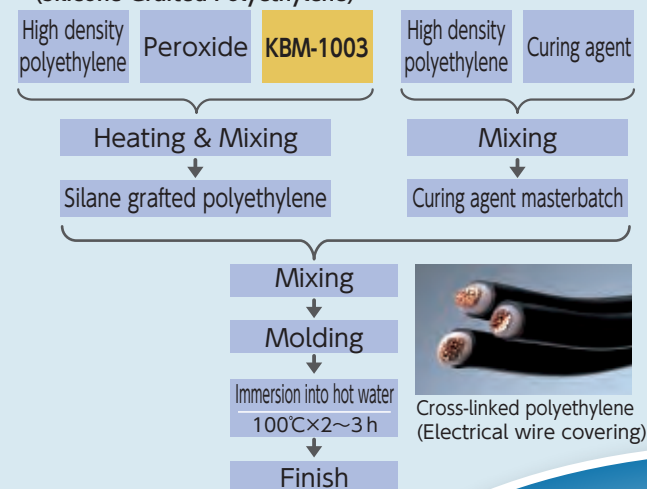 High density
polyethylene
Peroxide
KBM-1003
High density
polyethylene
Curing agent
Heating & Mixing
Mixing
Silane grafted polyethylene
Curing agent masterbatch
Mixing
Molding
Immersion into hot water
100℃×2～3h
Finish
Cross-linked polyethylene
(Electrical wire covering)